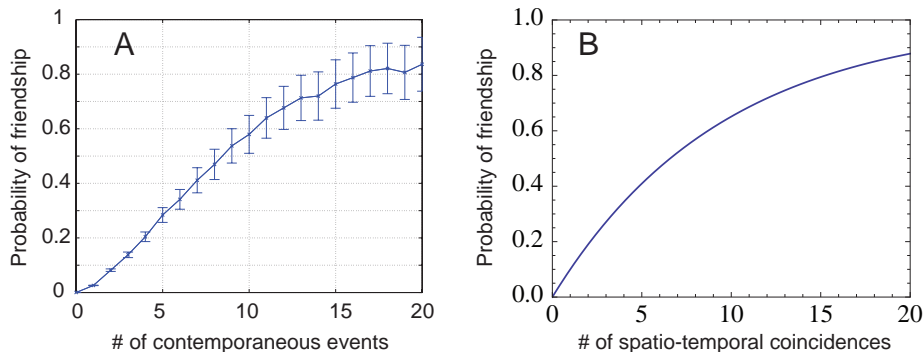 A
Probability of friendship
1
0.8
0.6
0.4
0.2
0
0 5 10 15 20
# of contemporaneous events
B
Probability of friendship
1.0
0.8
0.6
0.4
0.2
0.0
0 5 10 15 20
# of spatio-temporal coincidences